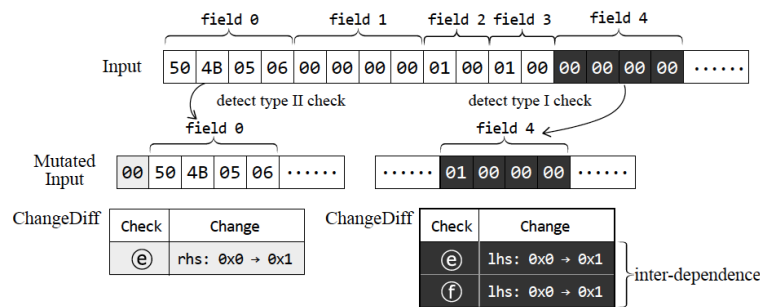 field 0 field 1 field 2 field 3 field 4
Input 50 4B 05 06 00 00 00 00 01 00 01 00 00 00 00 00 ······
detect type II check detect type I check
field 0 field 4
Mutated Input 00 50 4B 05 06 ······ ······ 01 00 00 00 ······
ChangeDiff Check Change
ⓔ rhs: 0x0 → 0x1
ChangeDiff Check Change
ⓔ lhs: 0x0 → 0x1
ⓕ lhs: 0x0 → 0x1
inter-dependence